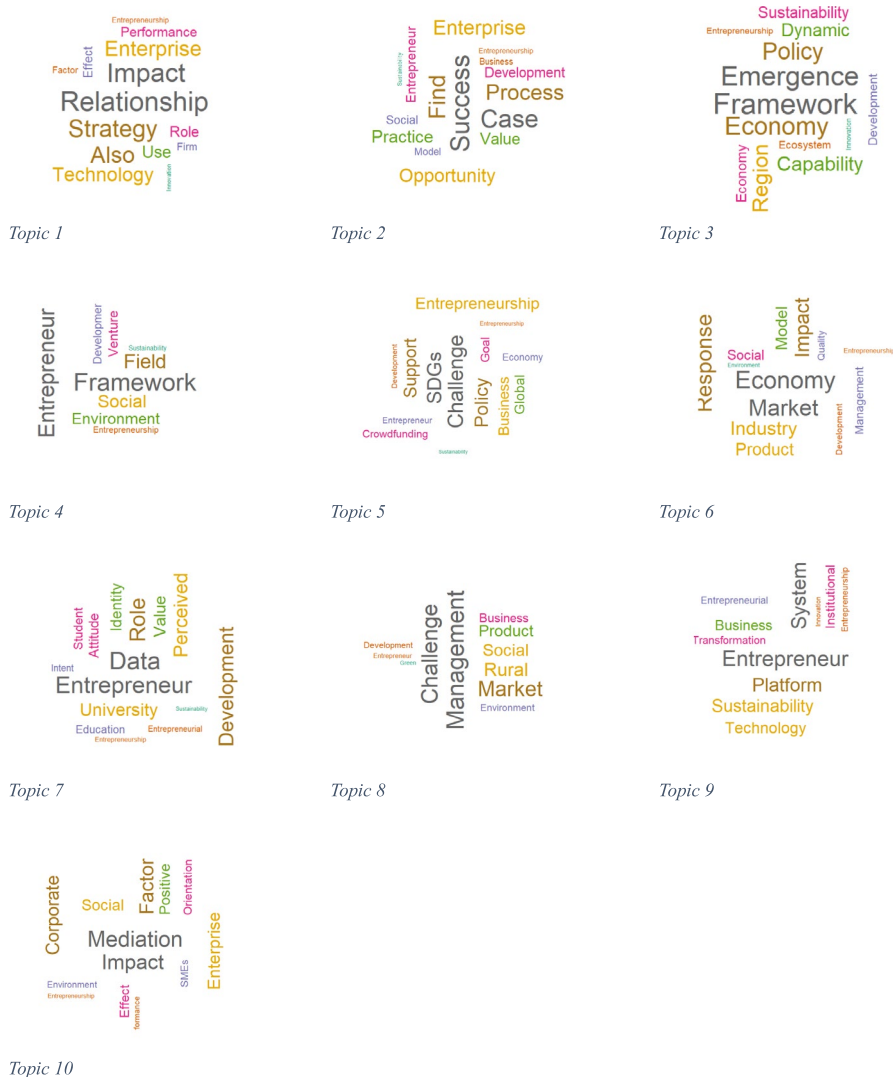 Entrepreneurship
Performance
Enterprise
Factor
Effect
Impact
Relationship
Strategy
Role
Also
Use
Firm
Technology
Innovation
Topic 1
Enterprise
Sustainability
Entrepreneur
Entrepreneurship
Business
Development
Find
Success
Process
Social
Case
Practice
Value
Model
Opportunity
Topic 2
Sustainability
Entrepreneurship
Dynamic
Policy
Emergence
Development
Framework
Economy
Innovation
Ecosystem
Economy
Region
Capability
Topic 3
Entrepreneur
Developmer
Venture
Sustainability
Field
Framework
Social
Environment
Entrepreneurship
Topic 4
Entrepreneurship
Entrepreneurship
Development
Support
SDGs
Challenge
Goal
Economy
Policy
Business
Global
Entrepreneur
Crowdfunding
Sustainability
Topic 5
Response
Model
Impact
Quality
Entrepreneurship
Social
Environment
Economy
Management
Market
Industry
Development
Product
Topic 6
Student
Attitude
Identity
Role
Value
Perceived
Intent
Data
Entrepreneur
Development
University
Sustainability
Education
Entrepreneurial
Entrepreneurship
Topic 7
Development
Entrepreneur
Green
Challenge
Management
Business
Product
Social
Rural
Market
Environment
Topic 8
Entrepreneurial
System
Innovation
Institutional
Entrepreneurship
Business
Transformation
Entrepreneur
Platform
Sustainability
Technology
Topic 9
Corporate
Social
Factor
Positive
Orientation
Mediation
Enterprise
Impact
SMEs
Environment
Entrepreneurship
Effect
formance
Topic 10